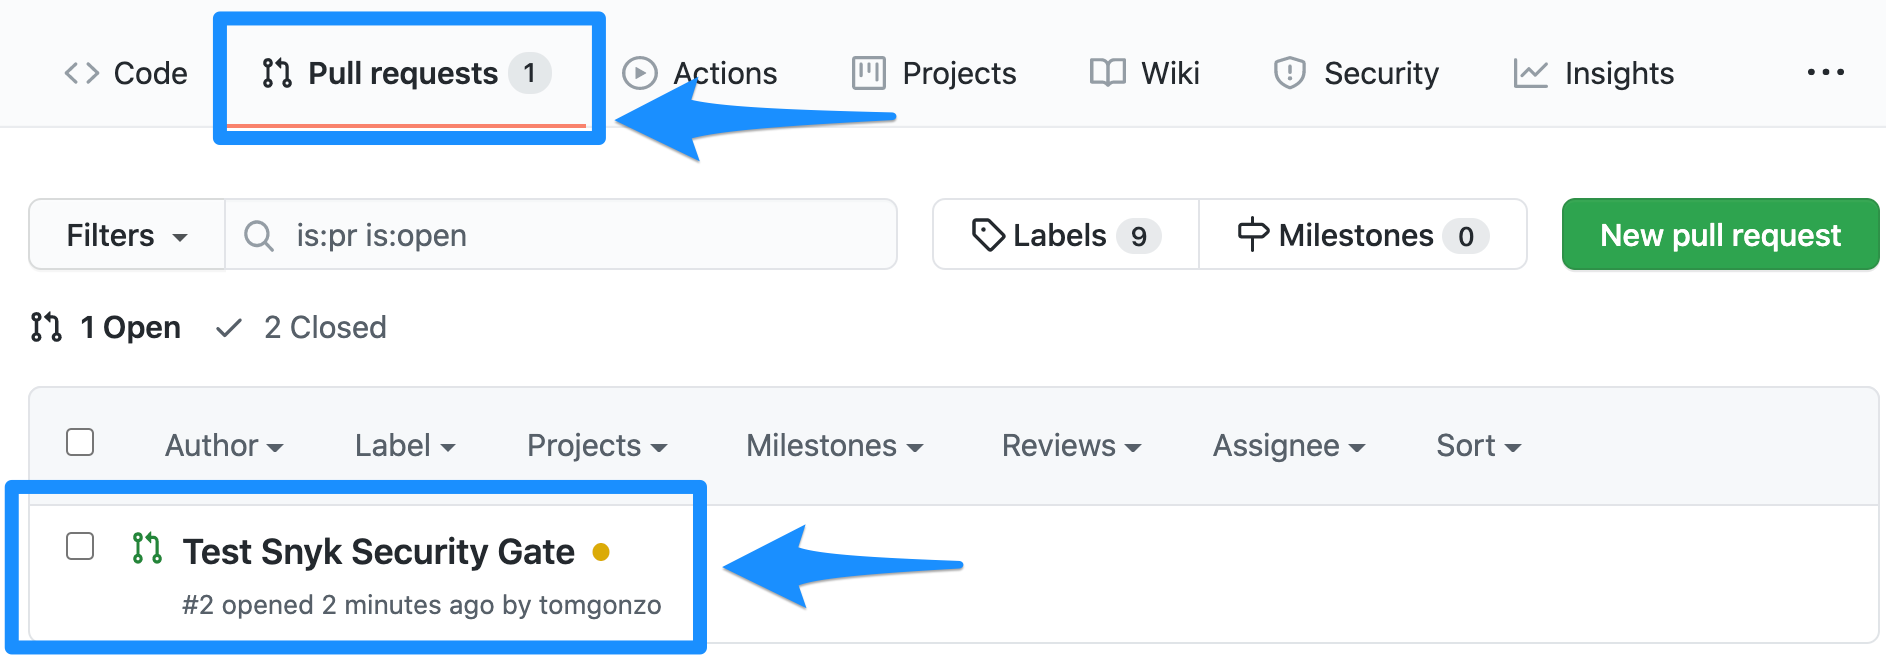 Code Pull requests 1 Actions Projects Wiki Security Insights
Filters is:pr is:open Labels 9 Milestones 0 New pull request
1 Open 2 Closed
Author Label Projects Milestones Reviews Assignee Sort
Test Snyk Security Gate
#2 opened 2 minutes ago by tomgonzo